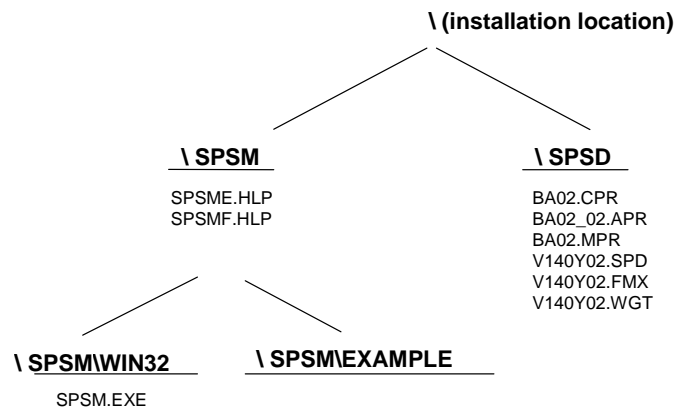 \ (installation location)
\ SPSM
\ SPSD
SPSME.HLP
SPSMF.HLP
BA02.CPR
BA02_02.APR
BA02.MPR
V140Y02.SPD
V140Y02.FMX
V140Y02.WGT
\ SPSM\WIN32
\ SPSM\EXAMPLE
SPSM.EXE